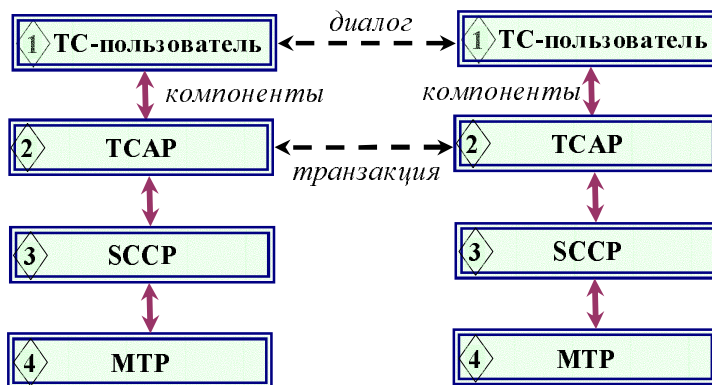 диалог
1 ТС-пользователь
1 ТС-пользователь
компоненты
компоненты
2 TCAP
2 TCAP
транзакция
3 SCCP
3 SCCP
4 MTP
4 MTP